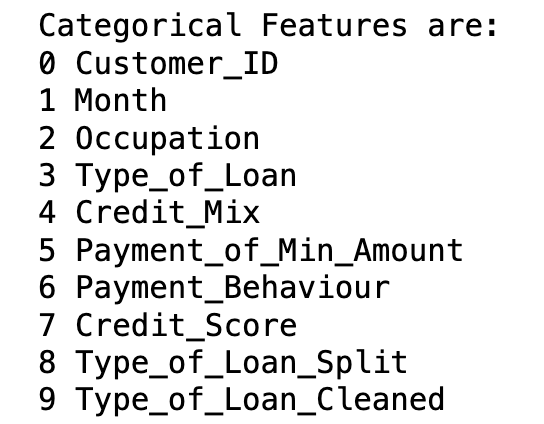 Categorical Features are:
0 Customer_ID
1 Month
2 Occupation
3 Type_of_Loan
4 Credit_Mix
5 Payment_of_Min_Amount
6 Payment_Behaviour
7 Credit_Score
8 Type_of_Loan_Split
9 Type_of_Loan_Cleaned